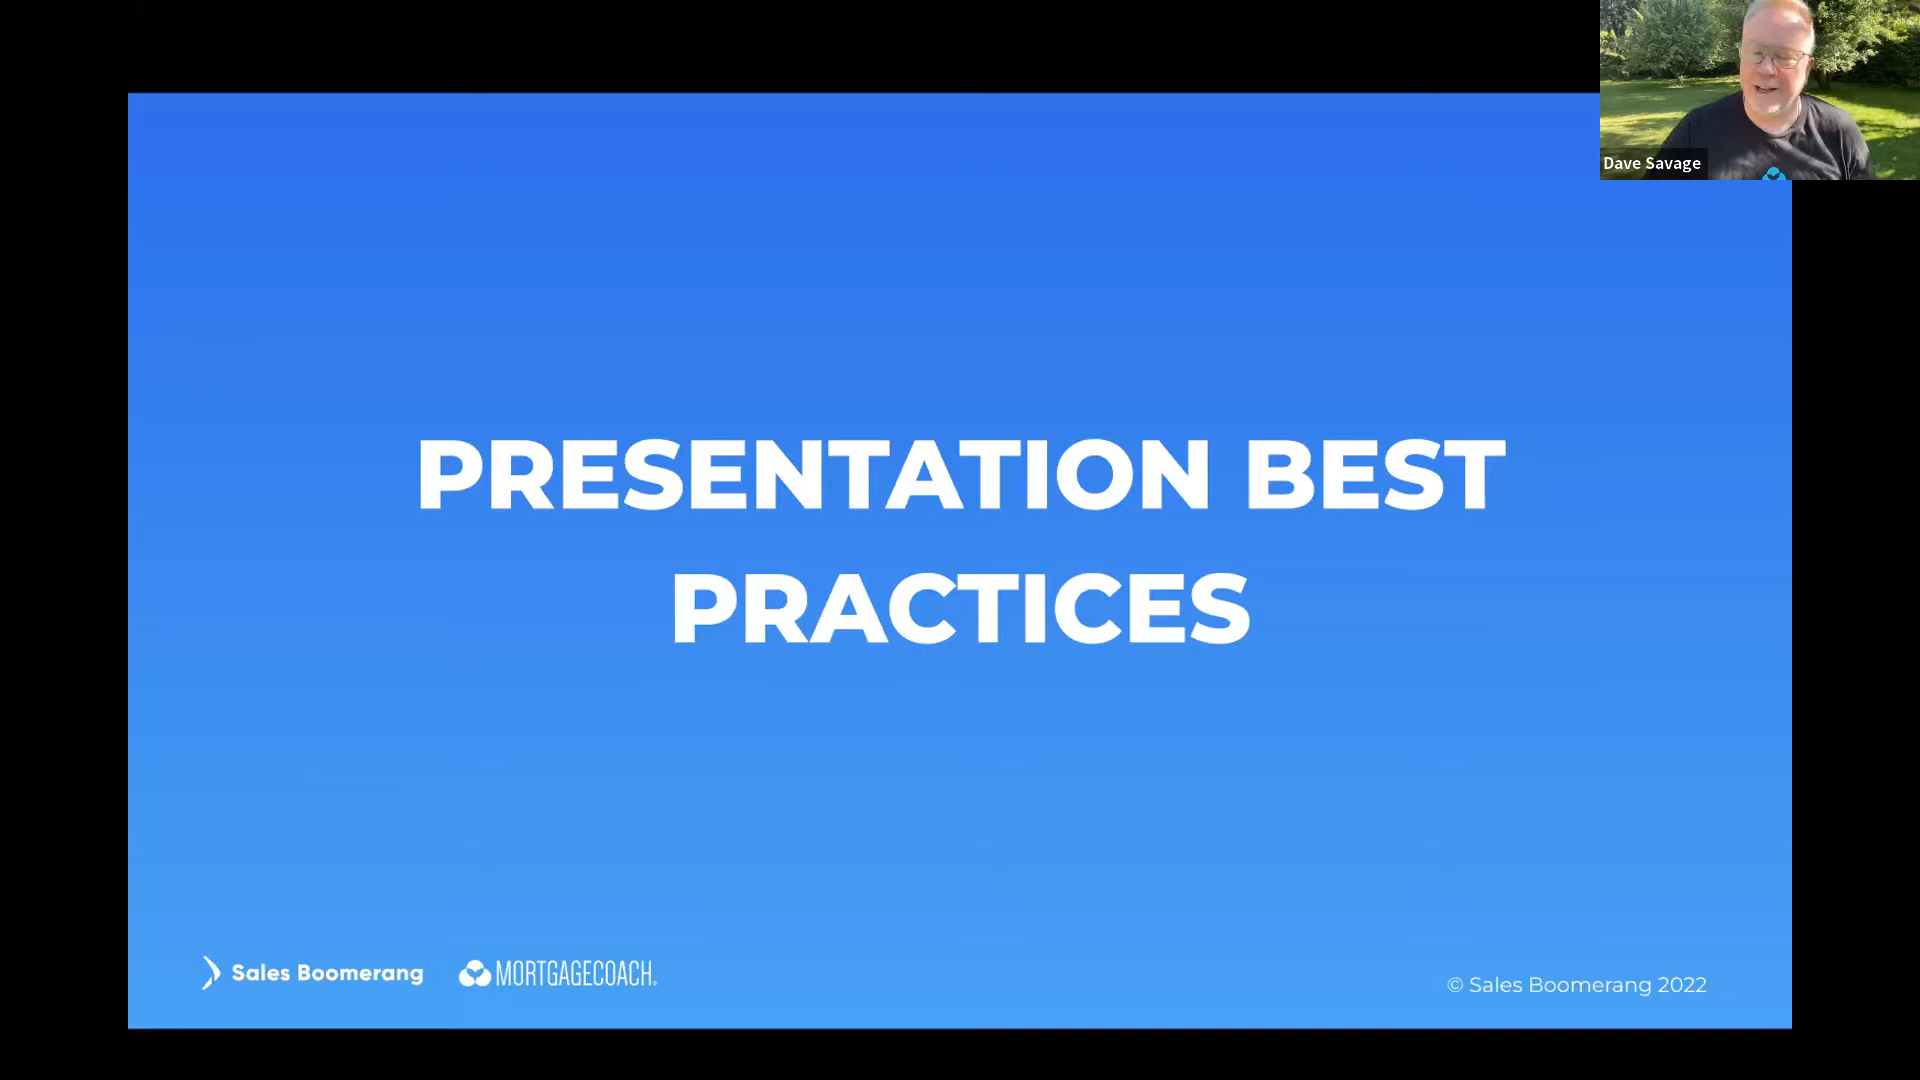 Dave Savage
PRESENTATION BEST
PRACTICES
Sales Boomerang
MORTGAGECOACH.
© Sales Boomerang 2022